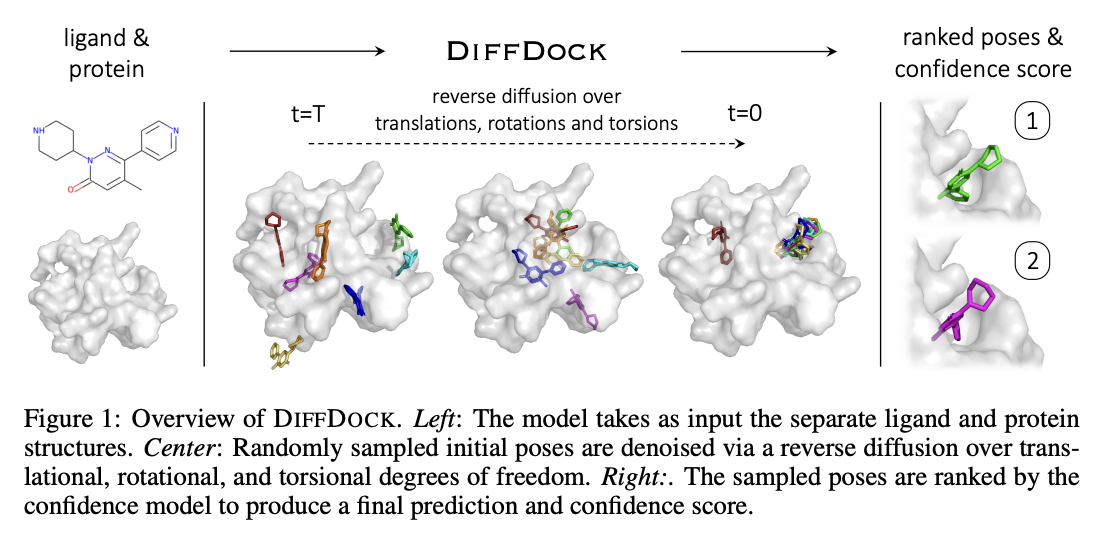 ligand &
protein
DIFFDOCK
ranked poses &
confidence score
reverse diffusion over
translations, rotations and torsions
t=T
t=0
NH
N
N
N
O
1
2
Figure 1: Overview of DIFFDOCK. Left: The model takes as input the separate ligand and protein
structures. Center: Randomly sampled initial poses are denoised via a reverse diffusion over trans-
lational, rotational, and torsional degrees of freedom. Right:. The sampled poses are ranked by the
confidence model to produce a final prediction and confidence score.